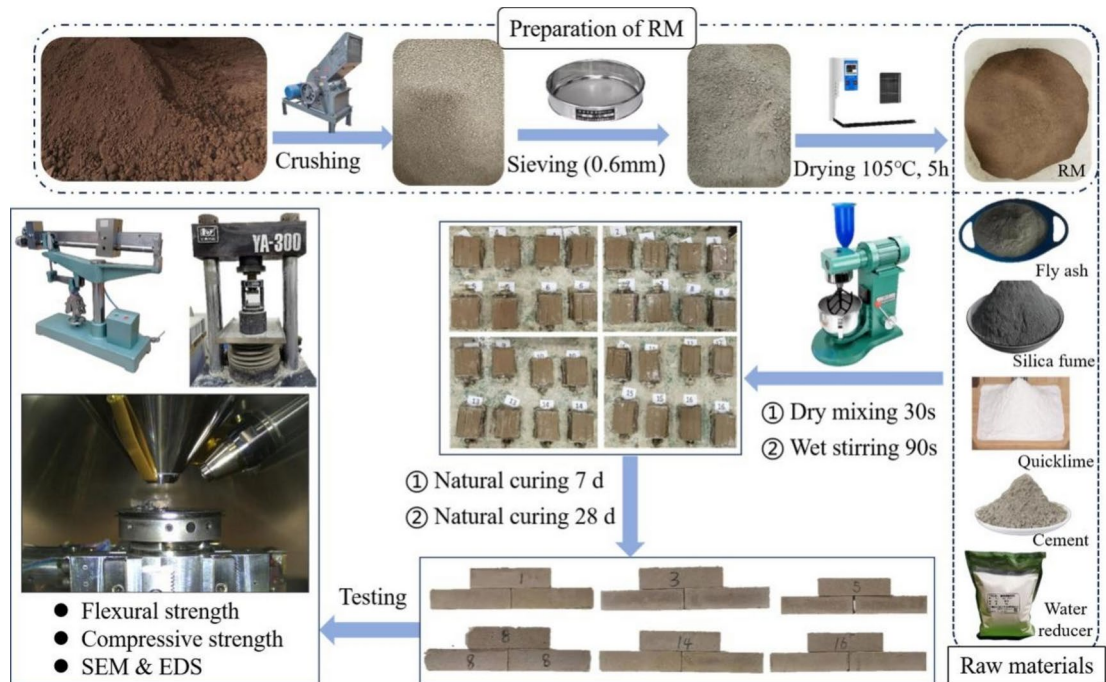 Preparation of RM
Crushing
Sieving (0.6mm)
Drying 105℃, 5h
RM
YA-300
Fly ash
Silica fume
Quicklime
Cement
Water
reducer
Raw materials
① Dry mixing 30s
② Wet stirring 90s
① Natural curing 7 d
② Natural curing 28 d
1
3
5
8
8
8
14
Testing
● Flexural strength
● Compressive strength
● SEM & EDS